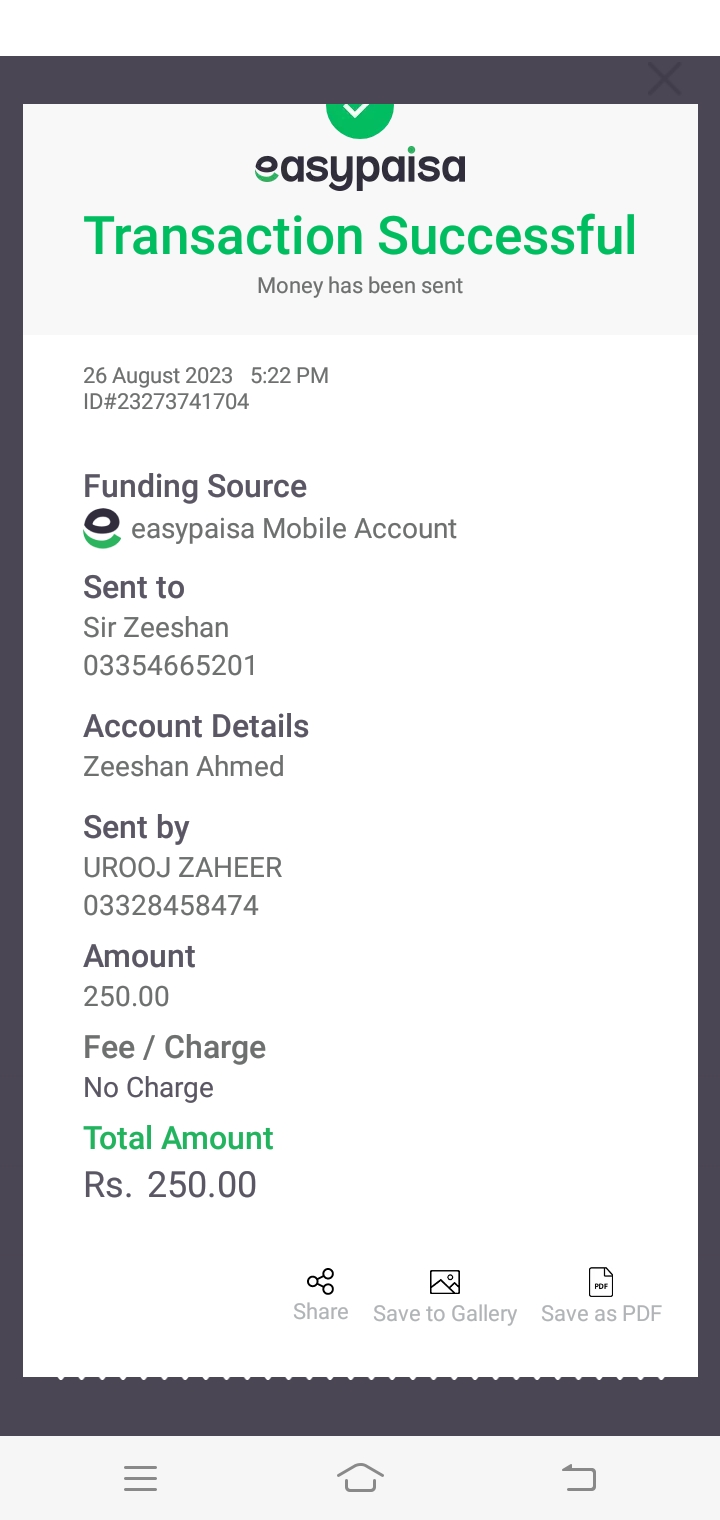 easypaisa
Transaction Successful
Money has been sent
26 August 2023 5:22 PM
ID#23273741704
Funding Source
easypaisa Mobile Account
Sent to
Sir Zeeshan
03354665201
Account Details
Zeeshan Ahmed
Sent by
UROOJ ZAHEER
03328458474
Amount
250.00
Fee / Charge
No Charge
Total Amount
Rs. 250.00
PDF
Share Save to Gallery Save as PDF